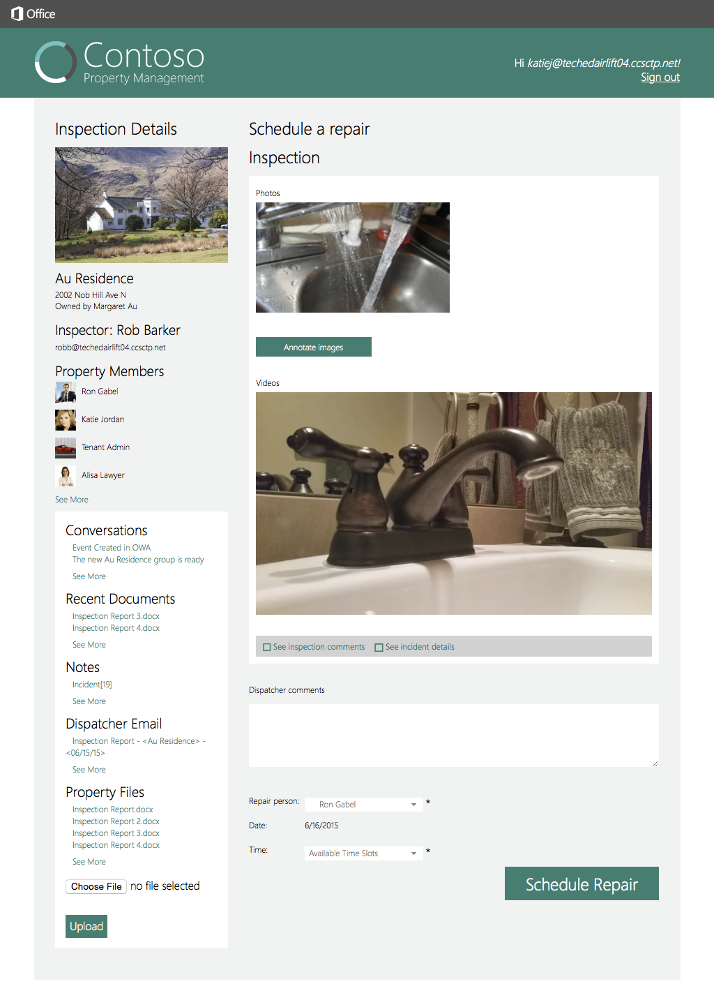 Office
Contoso
Property Management
Hi katiej@techedairlift04.ccsctp.net!
Sign out
Inspection Details
Au Residence
2002 Nob Hill Ave N
Owned by Margaret Au
Inspector: Rob Barker
robb@techedairlift04.ccsctp.net
Property Members
Ron Gabel
Katie Jordan
Tenant Admin
Alisa Lawyer
See More
Conversations
Event Created in OWA
The new Au Residence group is ready
See More
Recent Documents
Inspection Report 3.docx
Inspection Report 4.docx
See More
Notes
Incident[19]
See More
Dispatcher Email
Inspection Report - <Au Residence> -
<06/15/15>
See More
Property Files
Inspection Report.docx
Inspection Report 2.docx
Inspection Report 3.docx
Inspection Report 4.docx
See More
Choose File no file selected
Upload
Schedule a repair
Inspection
Photos
Annotate images
Videos
See inspection comments See incident details
Dispatcher comments
Repair person: Ron Gabel *
Date: 6/16/2015
Time: Available Time Slots *
Schedule Repair